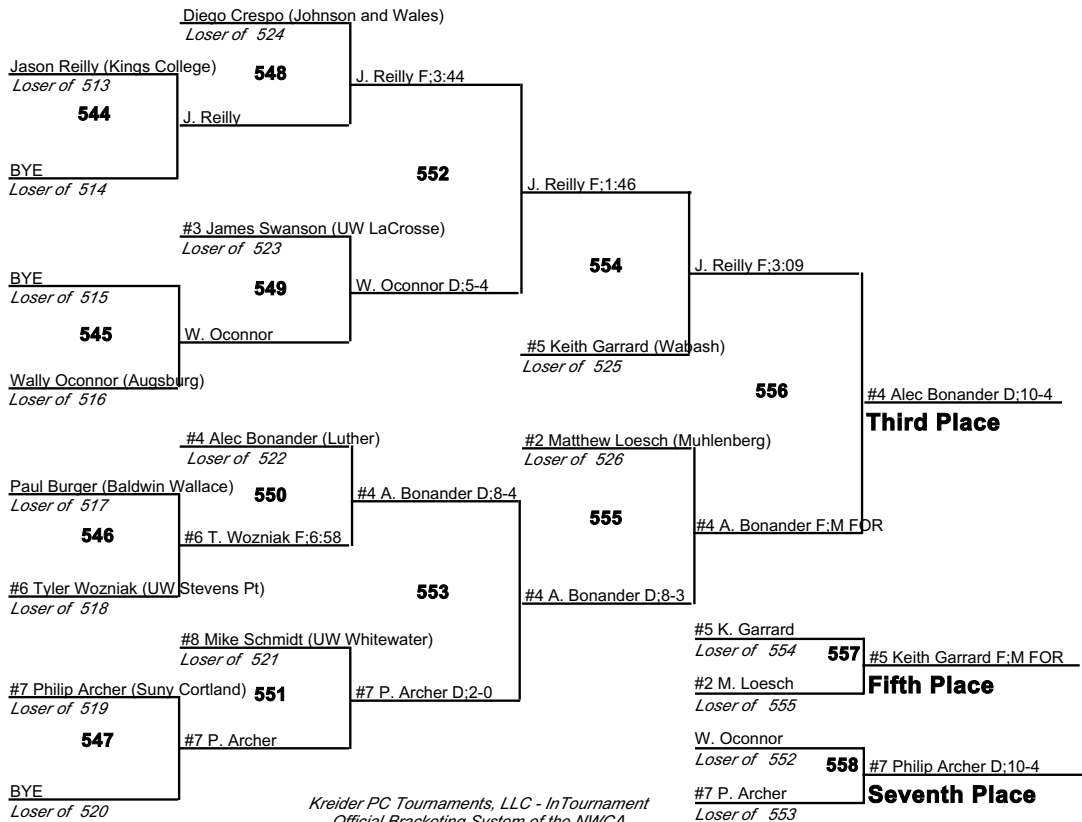 Diego Crespo (Johnson and Wales)
Loser of 524
Jason Reilly (Kings College)
Loser of 513
548
J. Reilly F;3:44
544
J. Reilly
BYE
Loser of 514
552
J. Reilly F;1:46
#3 James Swanson (UW LaCrosse)
Loser of 523
554
J. Reilly F;3:09
BYE
Loser of 515
549
W. Oconnor D;5-4
545
W. Oconnor
#5 Keith Garrard (Wabash)
Loser of 525
Wally Oconnor (Augsburg)
Loser of 516
556
#4 Alec Bonander D;10-4
Third Place
#4 Alec Bonander (Luther)
Loser of 522
#2 Matthew Loesch (Muhlenberg)
Loser of 526
Paul Burger (Baldwin Wallace)
Loser of 517
550
#4 A. Bonander D;8-4
546
#6 T. Wozniak F;6:58
555
#4 A. Bonander F;M FOR
#6 Tyler Wozniak (UW Stevens Pt)
Loser of 518
553
#4 A. Bonander D;8-3
#8 Mike Schmidt (UW Whitewater)
Loser of 521
#5 K. Garrard
Loser of 554
557
#5 Keith Garrard F;M FOR
Fifth Place
#7 Philip Archer (Suny Cortland)
Loser of 519
551
#7 P. Archer D;2-0
#2 M. Loesch
Loser of 555
547
#7 P. Archer
W. Oconnor
Loser of 552
558
#7 Philip Archer D;10-4
Seventh Place
BYE
Loser of 520
#7 P. Archer
Loser of 553
Kreider PC Tournaments, LLC - InTournament
Official Bracketing System of the NWCA